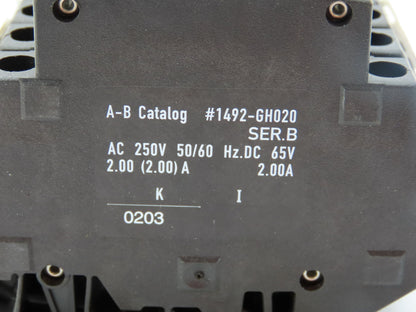 A-B Catalog #1492-GH020
SER.B
AC 250V 50/60 Hz.DC 65V
2.00 (2.00) A 2.00A
K I
0203